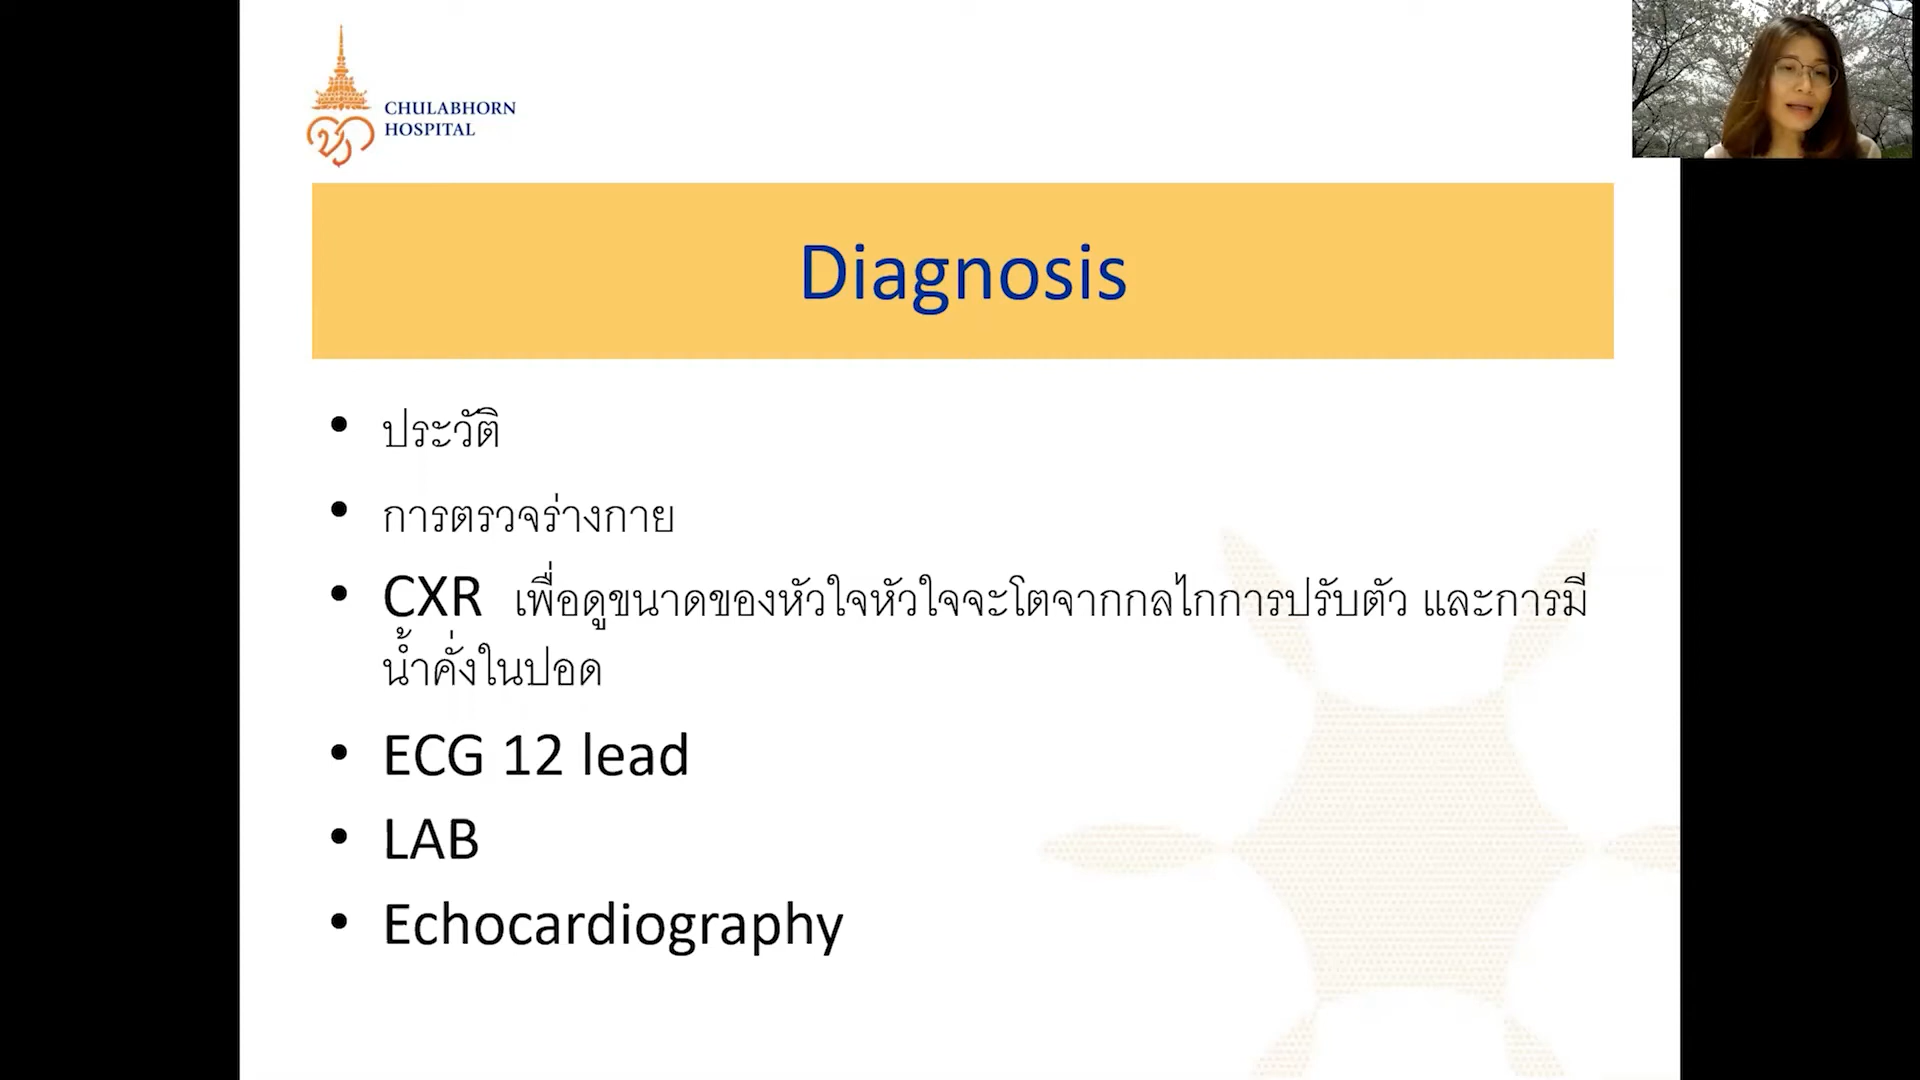 CHULABHORN
HOSPITAL
Diagnosis
• ประวัติ
• การตรวจร่างกาย
• CXR เพื่อดูขนาดของหัวใจหัวใจจะโตจากกลไกการปรับตัว และการมี
น้ำคั่งในปอด
• ECG 12 lead
• LAB
• Echocardiography